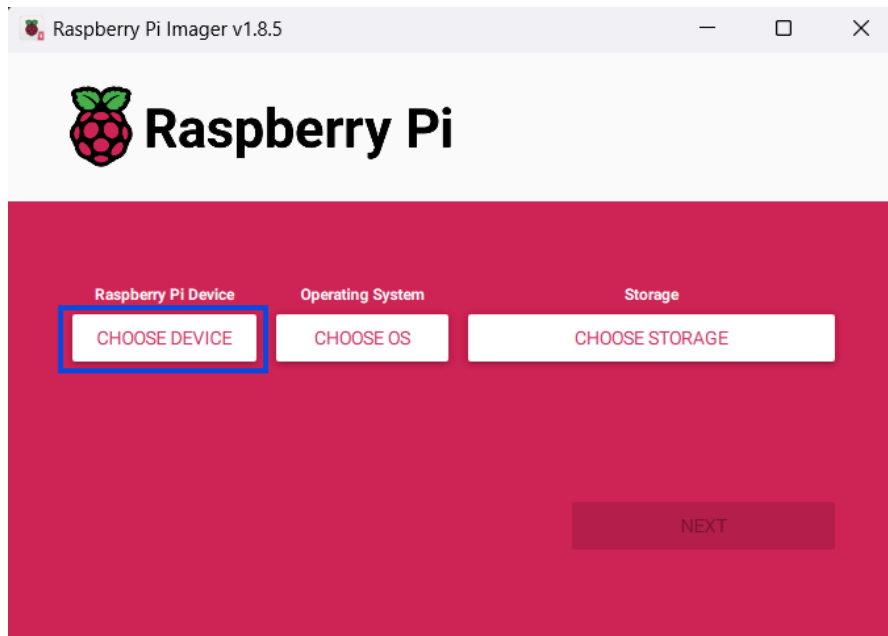 Raspberry Pi Imager v1.8.5
Raspberry Pi
Raspberry Pi Device
Operating System
Storage
CHOOSE DEVICE
CHOOSE OS
CHOOSE STORAGE
NEXT